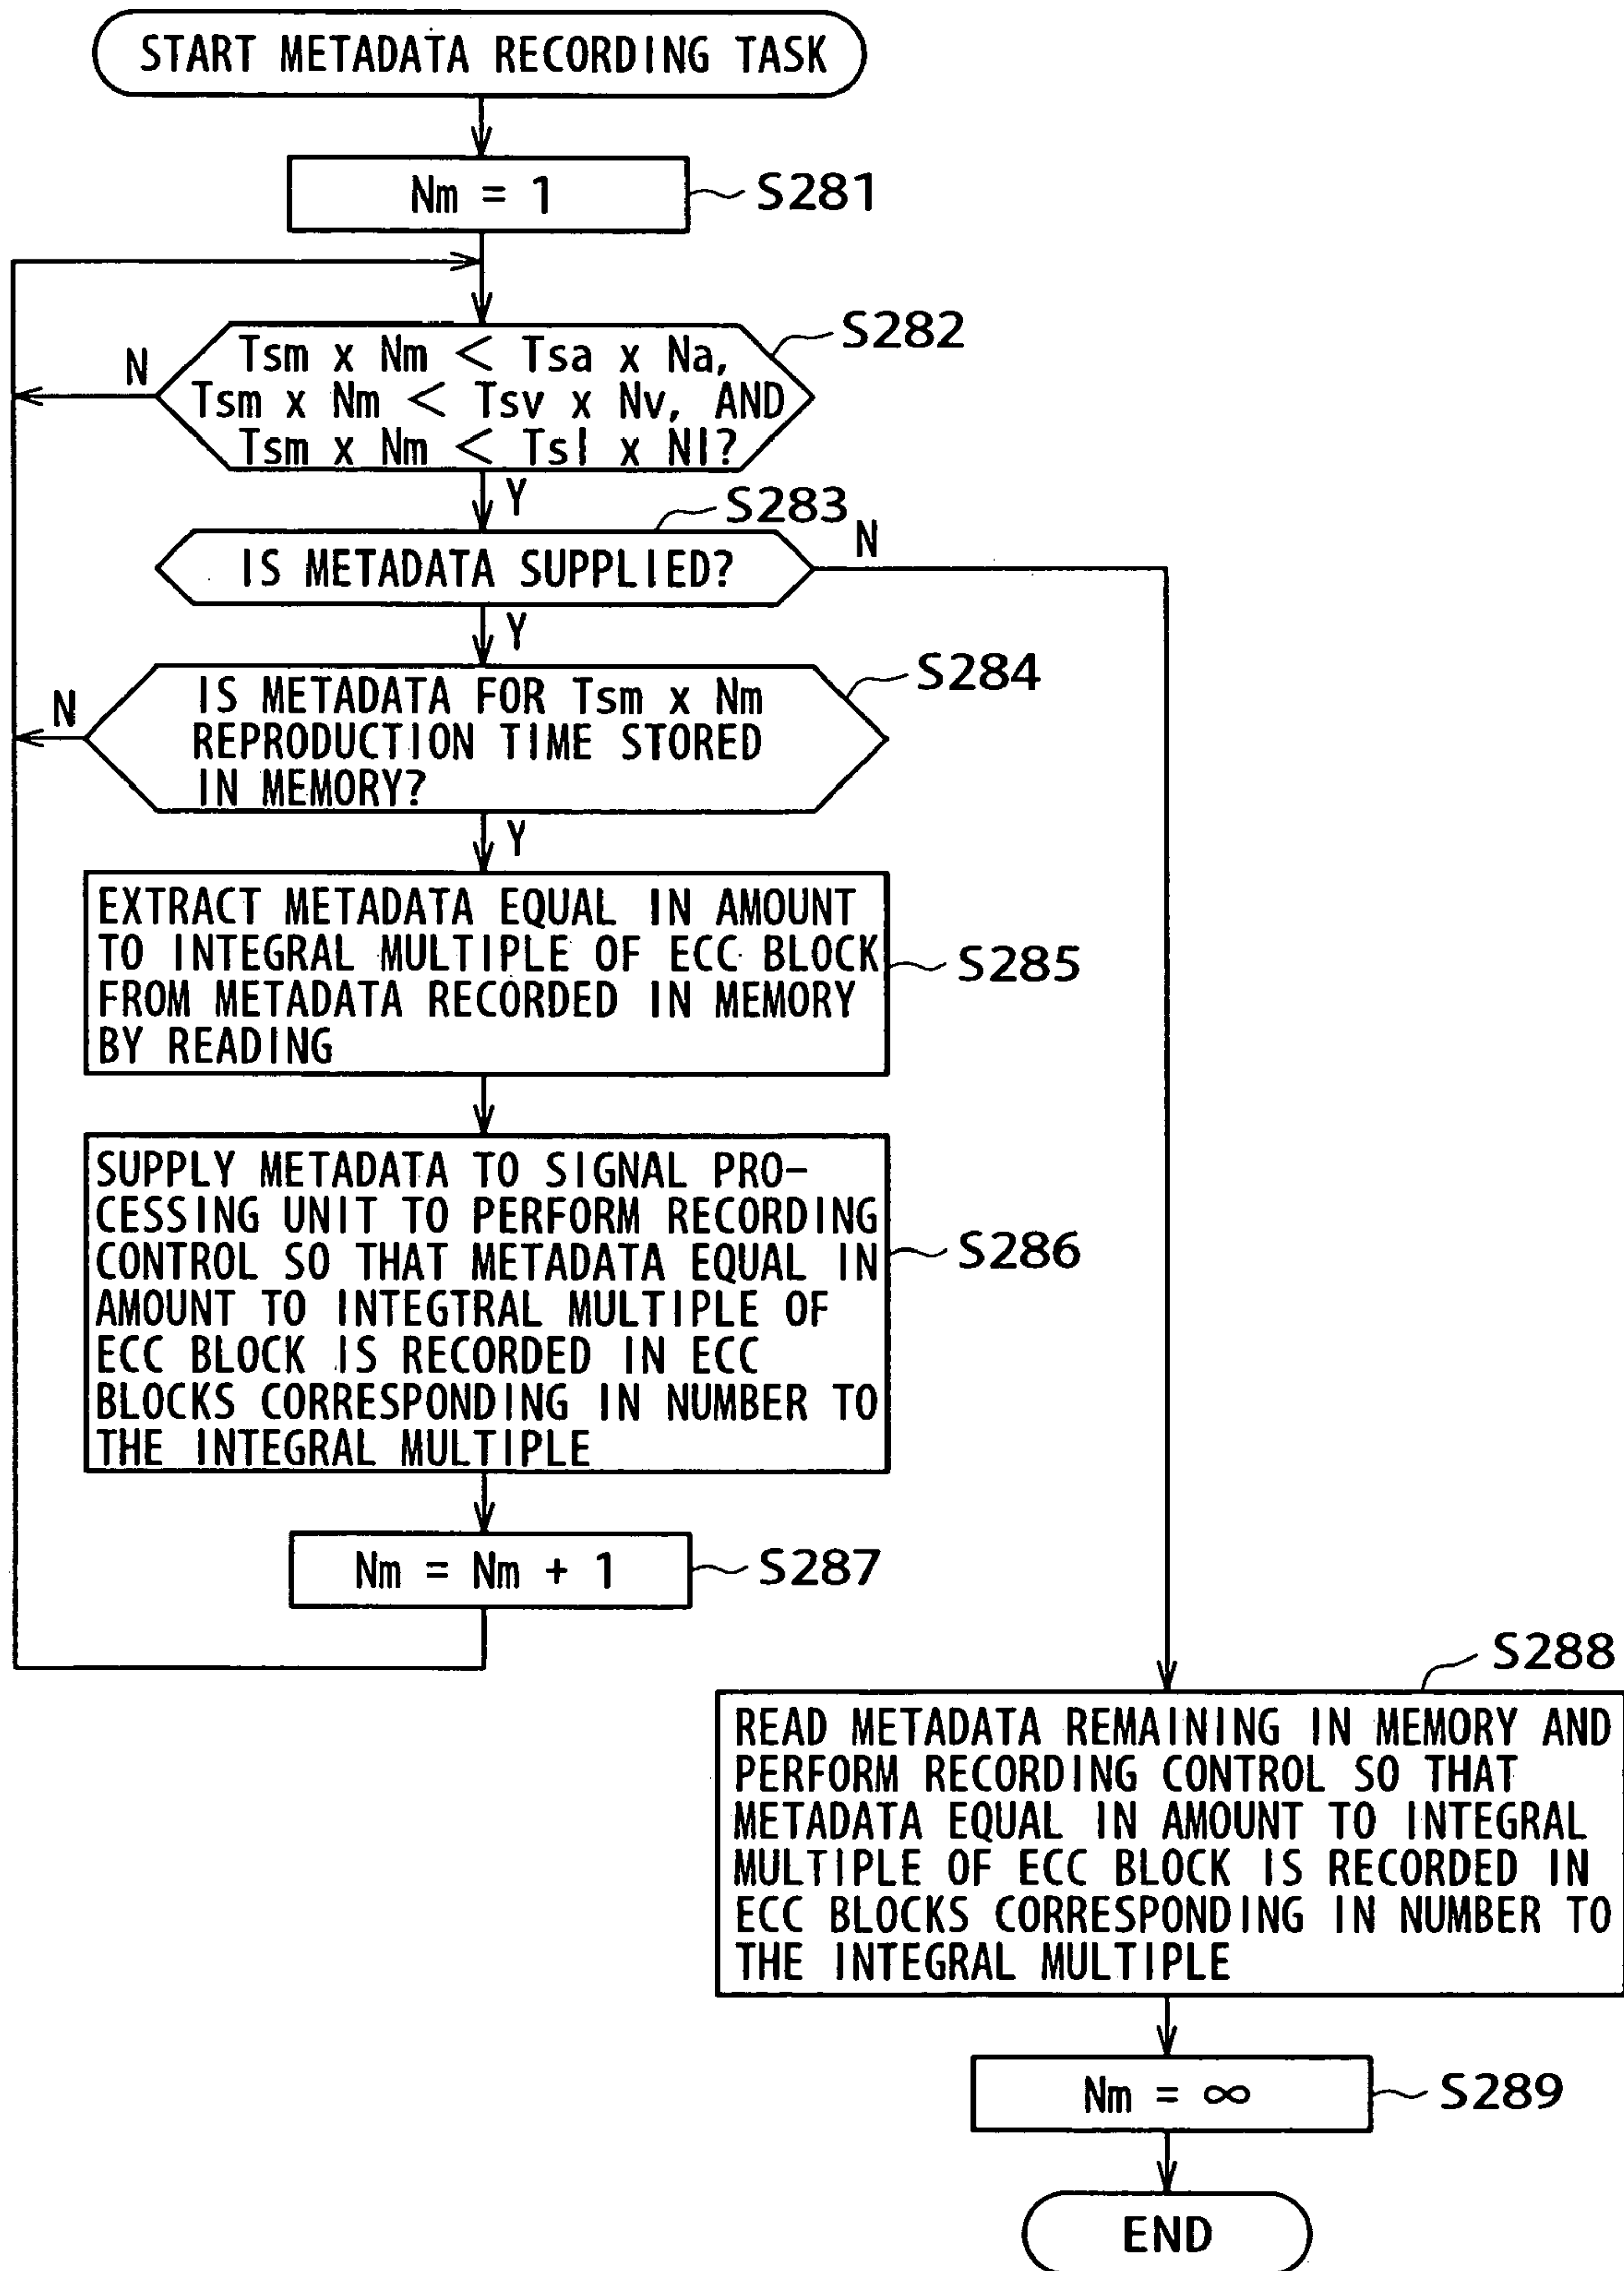 START METADATA RECORDING TASK
Nm = 1
S281
S282
Tsm x Nm < Tsa x Na,
Tsm x Nm < Tsv x Nv, AND
Tsm x Nm < Tsl x Nl?
N
Y
S283
IS METADATA SUPPLIED?
N
Y
S284
IS METADATA FOR Tsm x Nm
REPRODUCTION TIME STORED
IN MEMORY?
N
Y
EXTRACT METADATA EQUAL IN AMOUNT
TO INTEGRAL MULTIPLE OF ECC BLOCK
FROM METADATA RECORDED IN MEMORY
BY READING
S285
SUPPLY METADATA TO SIGNAL PRO-
CESSING UNIT TO PERFORM RECORDING
CONTROL SO THAT METADATA EQUAL IN
AMOUNT TO INTEGTRAL MULTIPLE OF
ECC BLOCK IS RECORDED IN ECC
BLOCKS CORRESPONDING IN NUMBER TO
THE INTEGRAL MULTIPLE
S286
Nm = Nm + 1
S287
S288
READ METADATA REMAINING IN MEMORY AND
PERFORM RECORDING CONTROL SO THAT
METADATA EQUAL IN AMOUNT TO INTEGRAL
MULTIPLE OF ECC BLOCK IS RECORDED IN
ECC BLOCKS CORRESPONDING IN NUMBER TO
THE INTEGRAL MULTIPLE
Nm = ∞
S289
END